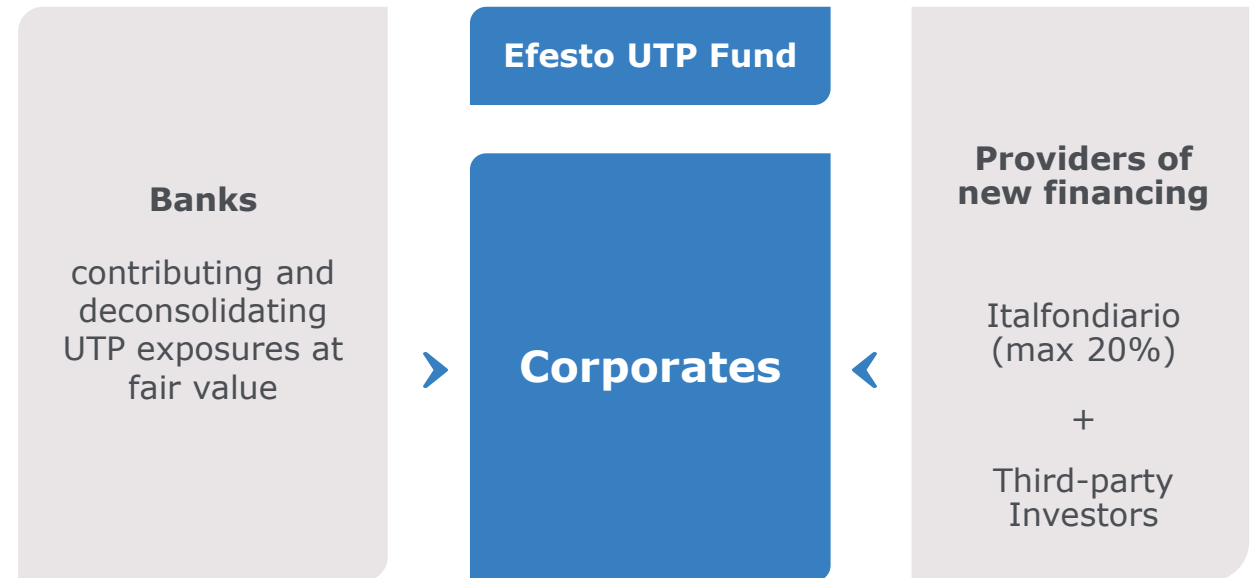 Banks
contributing and
deconsolidating
UTP exposures at
fair value
Efesto UTP Fund
Corporates
Providers of
new financing
Italfondiario
(max 20%)
+
Third-party
Investors